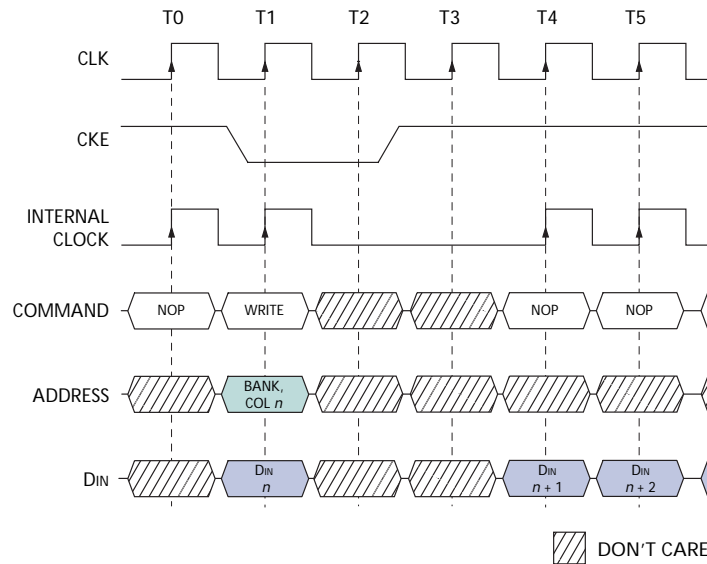 T0 T1 T2 T3 T4 T5
CLK
CKE
INTERNAL
CLOCK
COMMAND NOP WRITE NOP NOP
ADDRESS BANK,
COL n
DIN DIN
n DIN
n + 1 DIN
n + 2
DON'T CARE